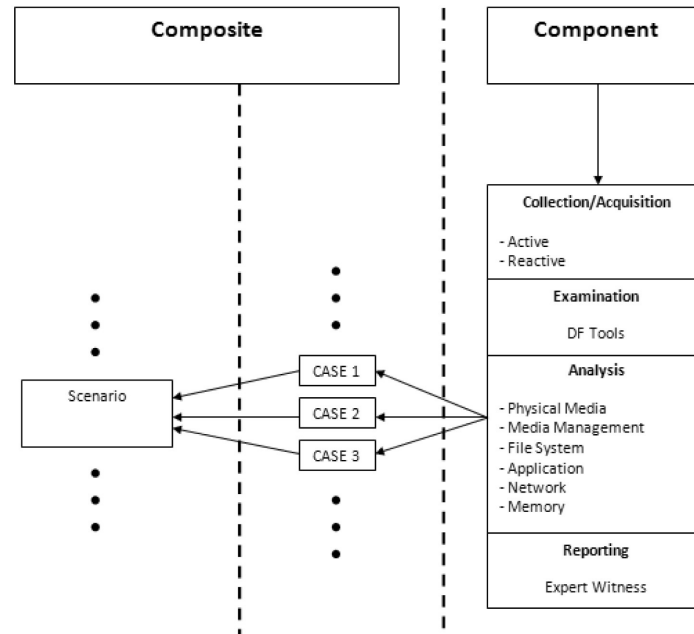 Composite
Component
Collection/Acquisition
- Active
- Reactive
Examination
DF Tools
Analysis
- Physical Media
- Media Management
- File System
- Application
- Network
- Memory
Reporting
Expert Witness
CASE 1
CASE 2
CASE 3
Scenario